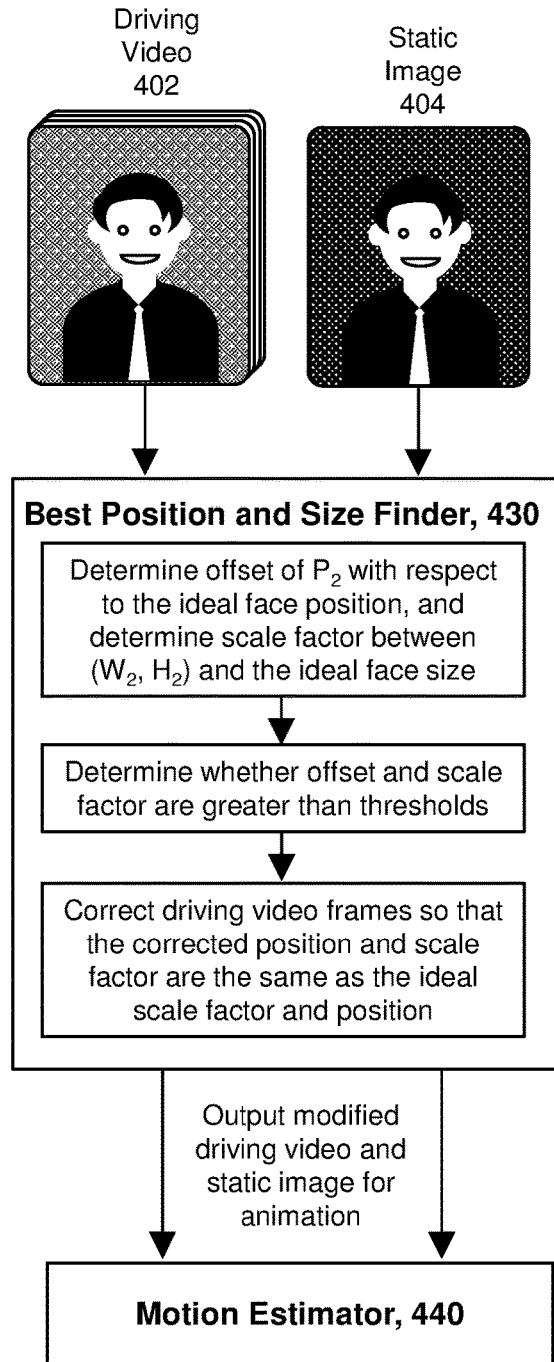 Driving
Video
402
Static
Image
404
Best Position and Size Finder, 430
Determine offset of P₂ with respect
to the ideal face position, and
determine scale factor between
(W₂, H₂) and the ideal face size
Determine whether offset and scale
factor are greater than thresholds
Correct driving video frames so that
the corrected position and scale
factor are the same as the ideal
scale factor and position
Output modified
driving video and
static image for
animation
Motion Estimator, 440